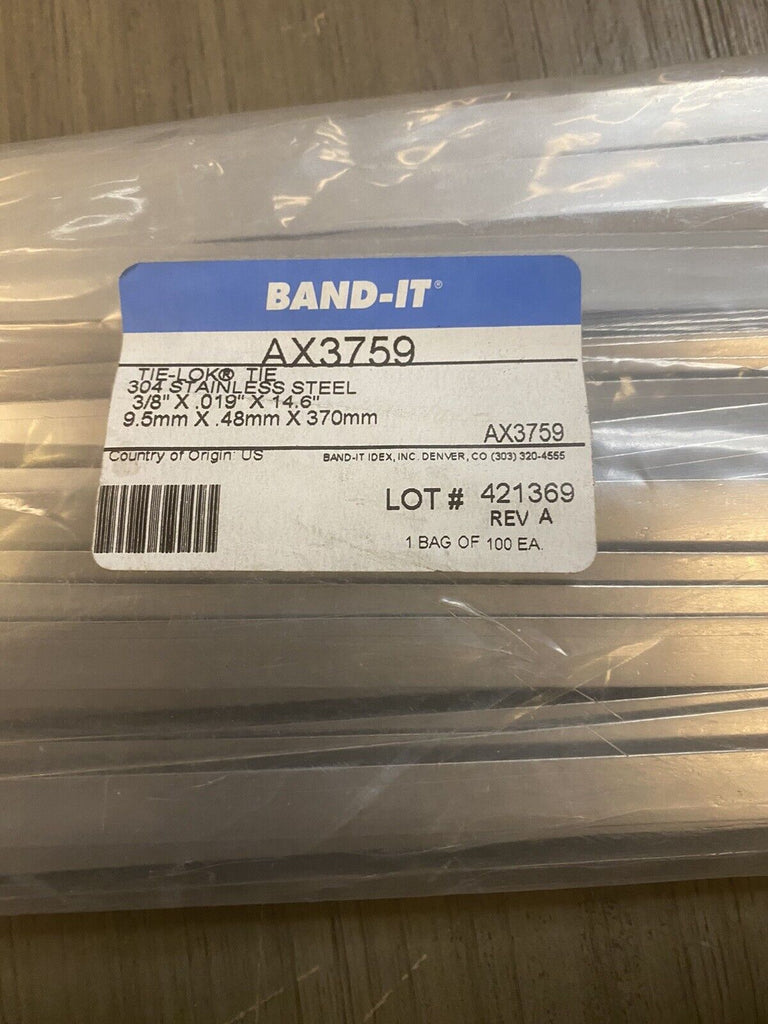 BAND-IT®
AX3759
TIE-LOK® TIE
304 STAINLESS STEEL
3/8" X .019" X 14.6"
9.5mm X .48mm X 370mm
AX3759
Country of Origin: US BAND-IT IDEX, INC. DENVER, CO (303) 320-4555
LOT # 421369
REV A
1 BAG OF 100 EA.